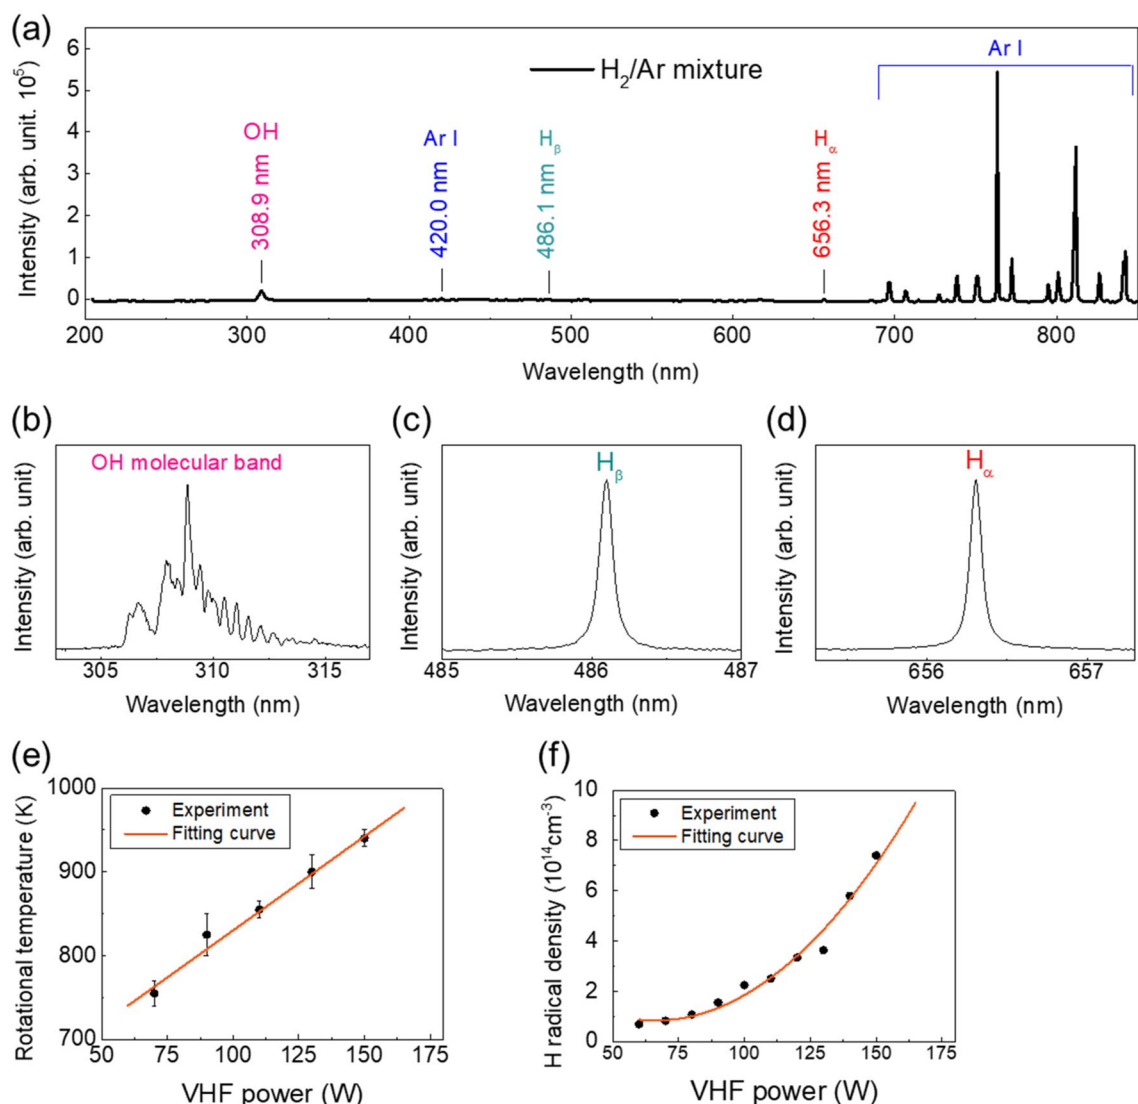 (a)
H₂/Ar mixture
Ar I
OH
308.9 nm
Ar I
420.0 nm
Hβ
486.1 nm
Hα
656.3 nm
Intensity (arb. unit. 10⁵)
6
5
4
3
2
1
0
200 300 400 500 600 700 800
Wavelength (nm)
(b)
OH molecular band
Intensity (arb. unit)
305 310 315
Wavelength (nm)
(c)
Hβ
Intensity (arb. unit)
485 486 487
Wavelength (nm)
(d)
Hα
Intensity (arb. unit)
656 657
Wavelength (nm)
(e)
Experiment
Fitting curve
Rotational temperature (K)
1000
900
800
700
50 75 100 125 150 175
VHF power (W)
(f)
Experiment
Fitting curve
H radical density (10¹⁴cm⁻³)
10
8
6
4
2
0
50 75 100 125 150 175
VHF power (W)